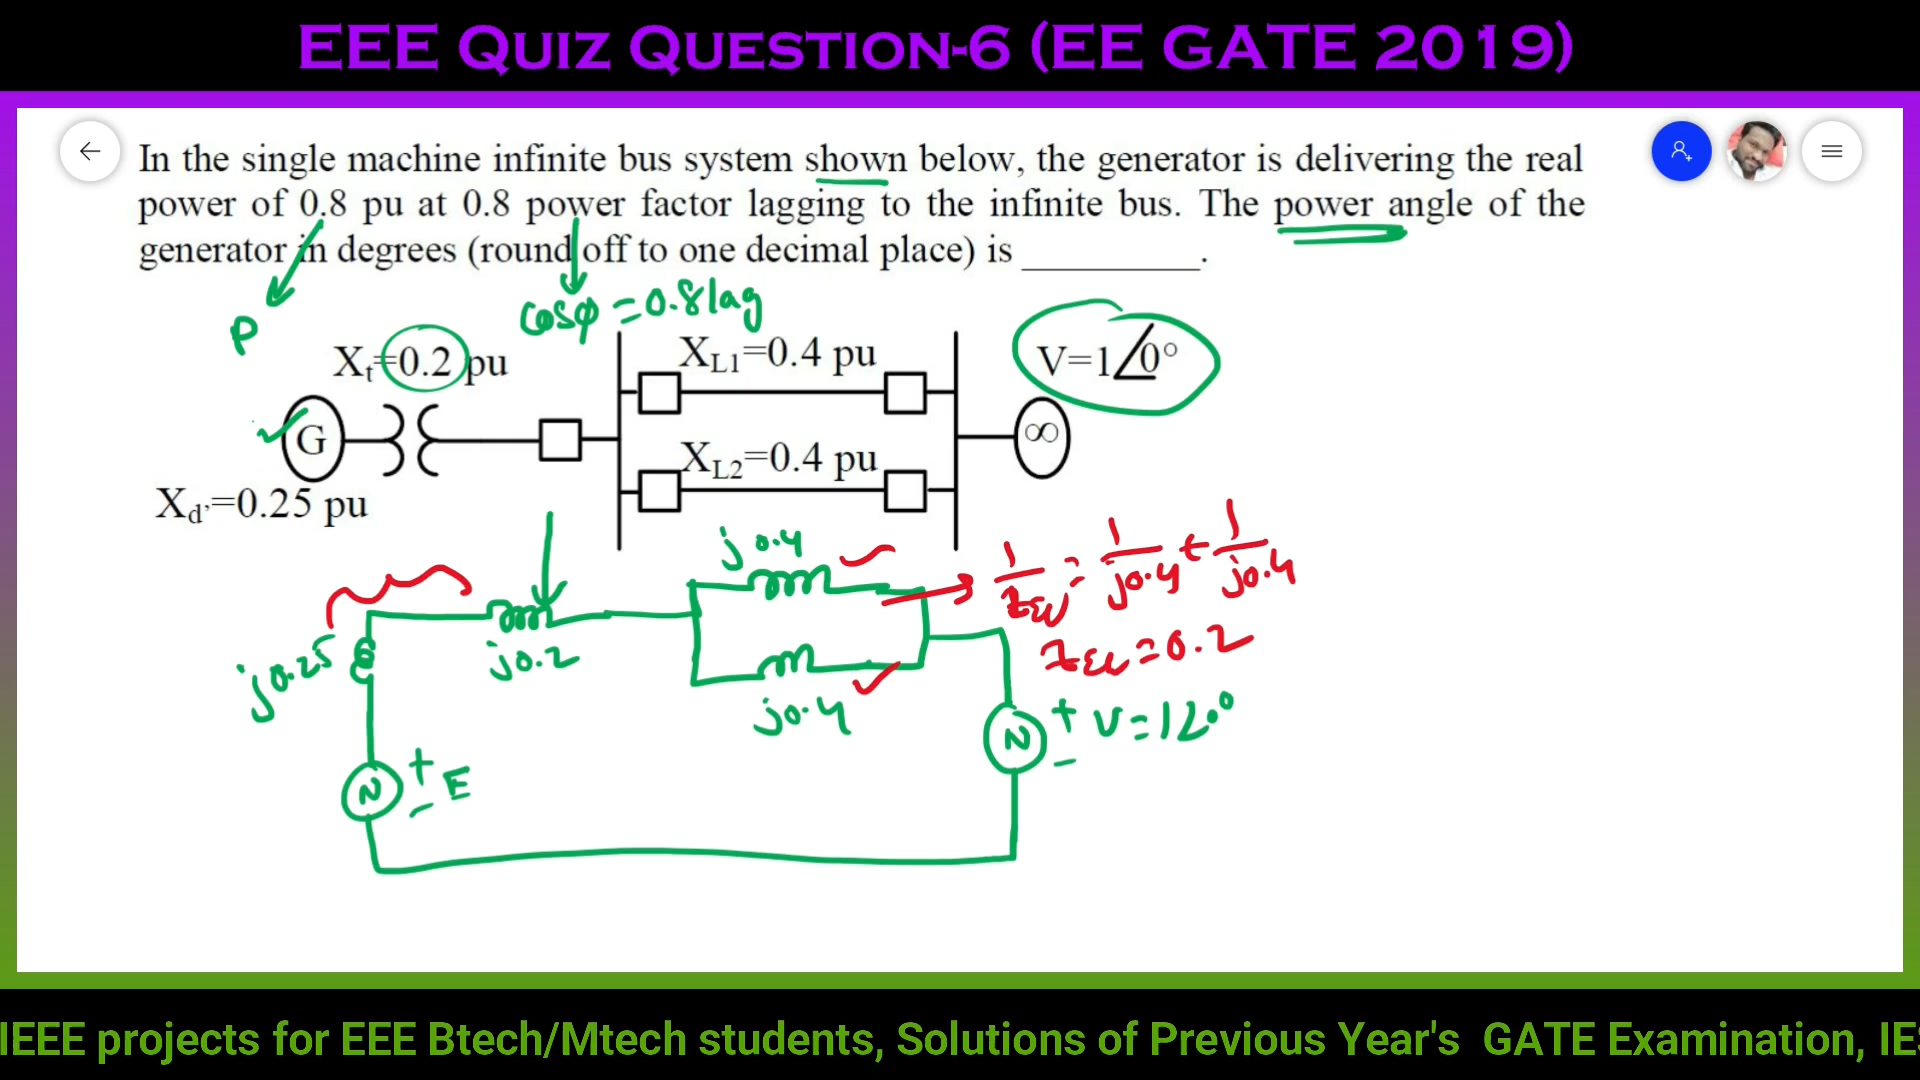 EEE QUIZ QUESTION-6 (EE GATE 2019)
In the single machine infinite bus system shown below, the generator is delivering the real
power of 0.8 pu at 0.8 power factor lagging to the infinite bus. The power angle of the
generator in degrees (round off to one decimal place) is __________.
P
cosφ = 0.8 lag
Xt=0.2 pu
XL1=0.4 pu
V=1∠0°
G
∞
XL2=0.4 pu
Xd'=0.25 pu
j0.4
1/ZEq = 1/j0.4 + 1/j0.4
j0.25
j0.2
ZEq = 0.2
j0.4
+ V=1∠0°
-
+ E
-
IEEE projects for EEE Btech/Mtech students, Solutions of Previous Year's GATE Examination, IE